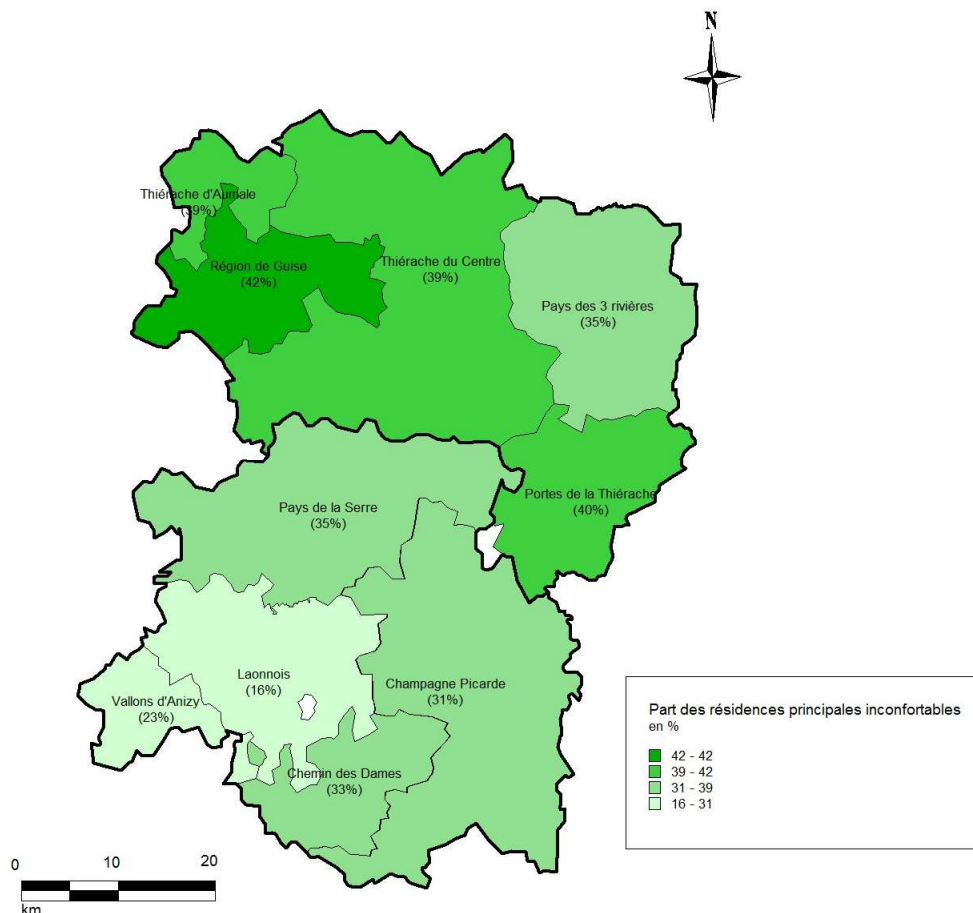 N
Thiérache d'Aumale
(39%)
Région de Guise
(42%)
Thiérache du Centre
(39%)
Pays des 3 rivières
(35%)
Pays de la Serre
(35%)
Portes de la Thiérache
(40%)
Laonnois
(16%)
Champagne Picarde
(31%)
Vallons d'Anizy
(23%)
Chemin des Dames
(33%)
Part des résidences principales inconfortables
en %
42 - 42
39 - 42
31 - 39
16 - 31
0 10 20
km